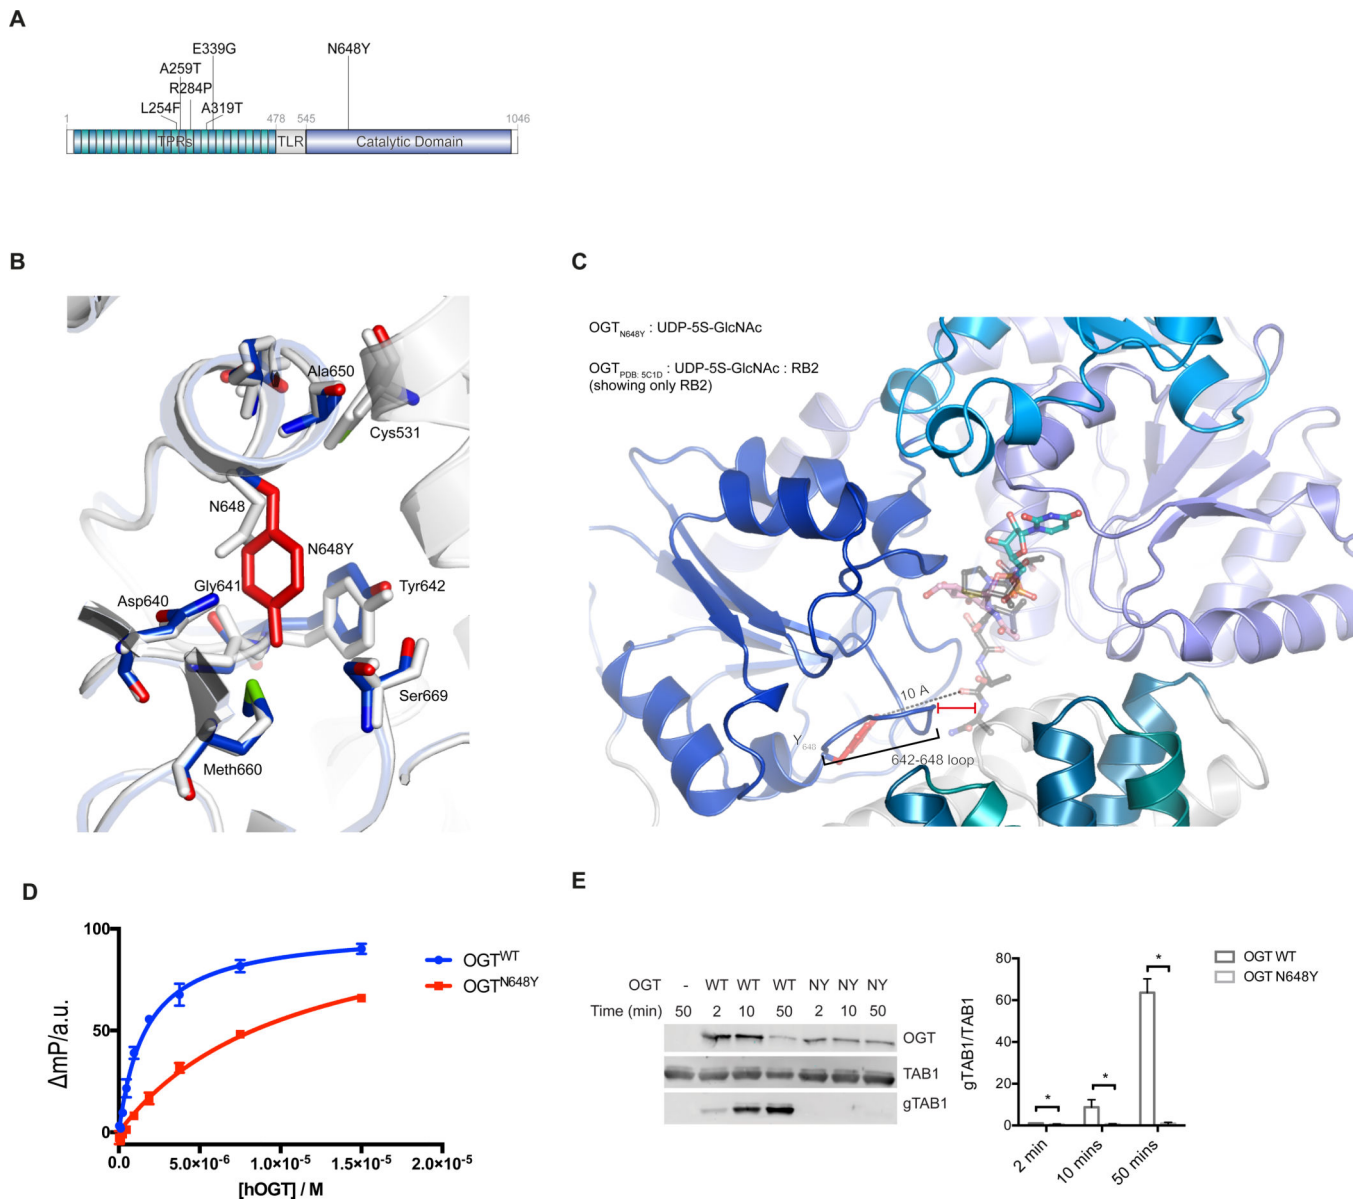 A
E339G
N648Y
A259T
R284P
L254F
A319T
1
478
545
1046
TPRs
TLR
Catalytic Domain
B
Ala650
Cys531
N648
N648Y
Gly641
Tyr642
Asp640
Ser669
Meth660
C
OGTN648Y : UDP-5S-GlcNAc
OGTPDB: 5C1D : UDP-5S-GlcNAc : RB2
(showing only RB2)
10 A
Y648
642-648 loop
D
100
50
0
ΔmP/a.u.
OGTWT
OGTN648Y
0.0
5.0×10-6
1.0×10-5
1.5×10-5
2.0×10-5
[hOGT] / M
E
OGT - WT WT WT NY NY NY
Time (min) 50 2 10 50 2 10 50
OGT
TAB1
gTAB1
OGT WT
OGT N648Y
80
60
40
20
0
gTAB1/TAB1
*
*
*
2 min
10 mins
50 mins